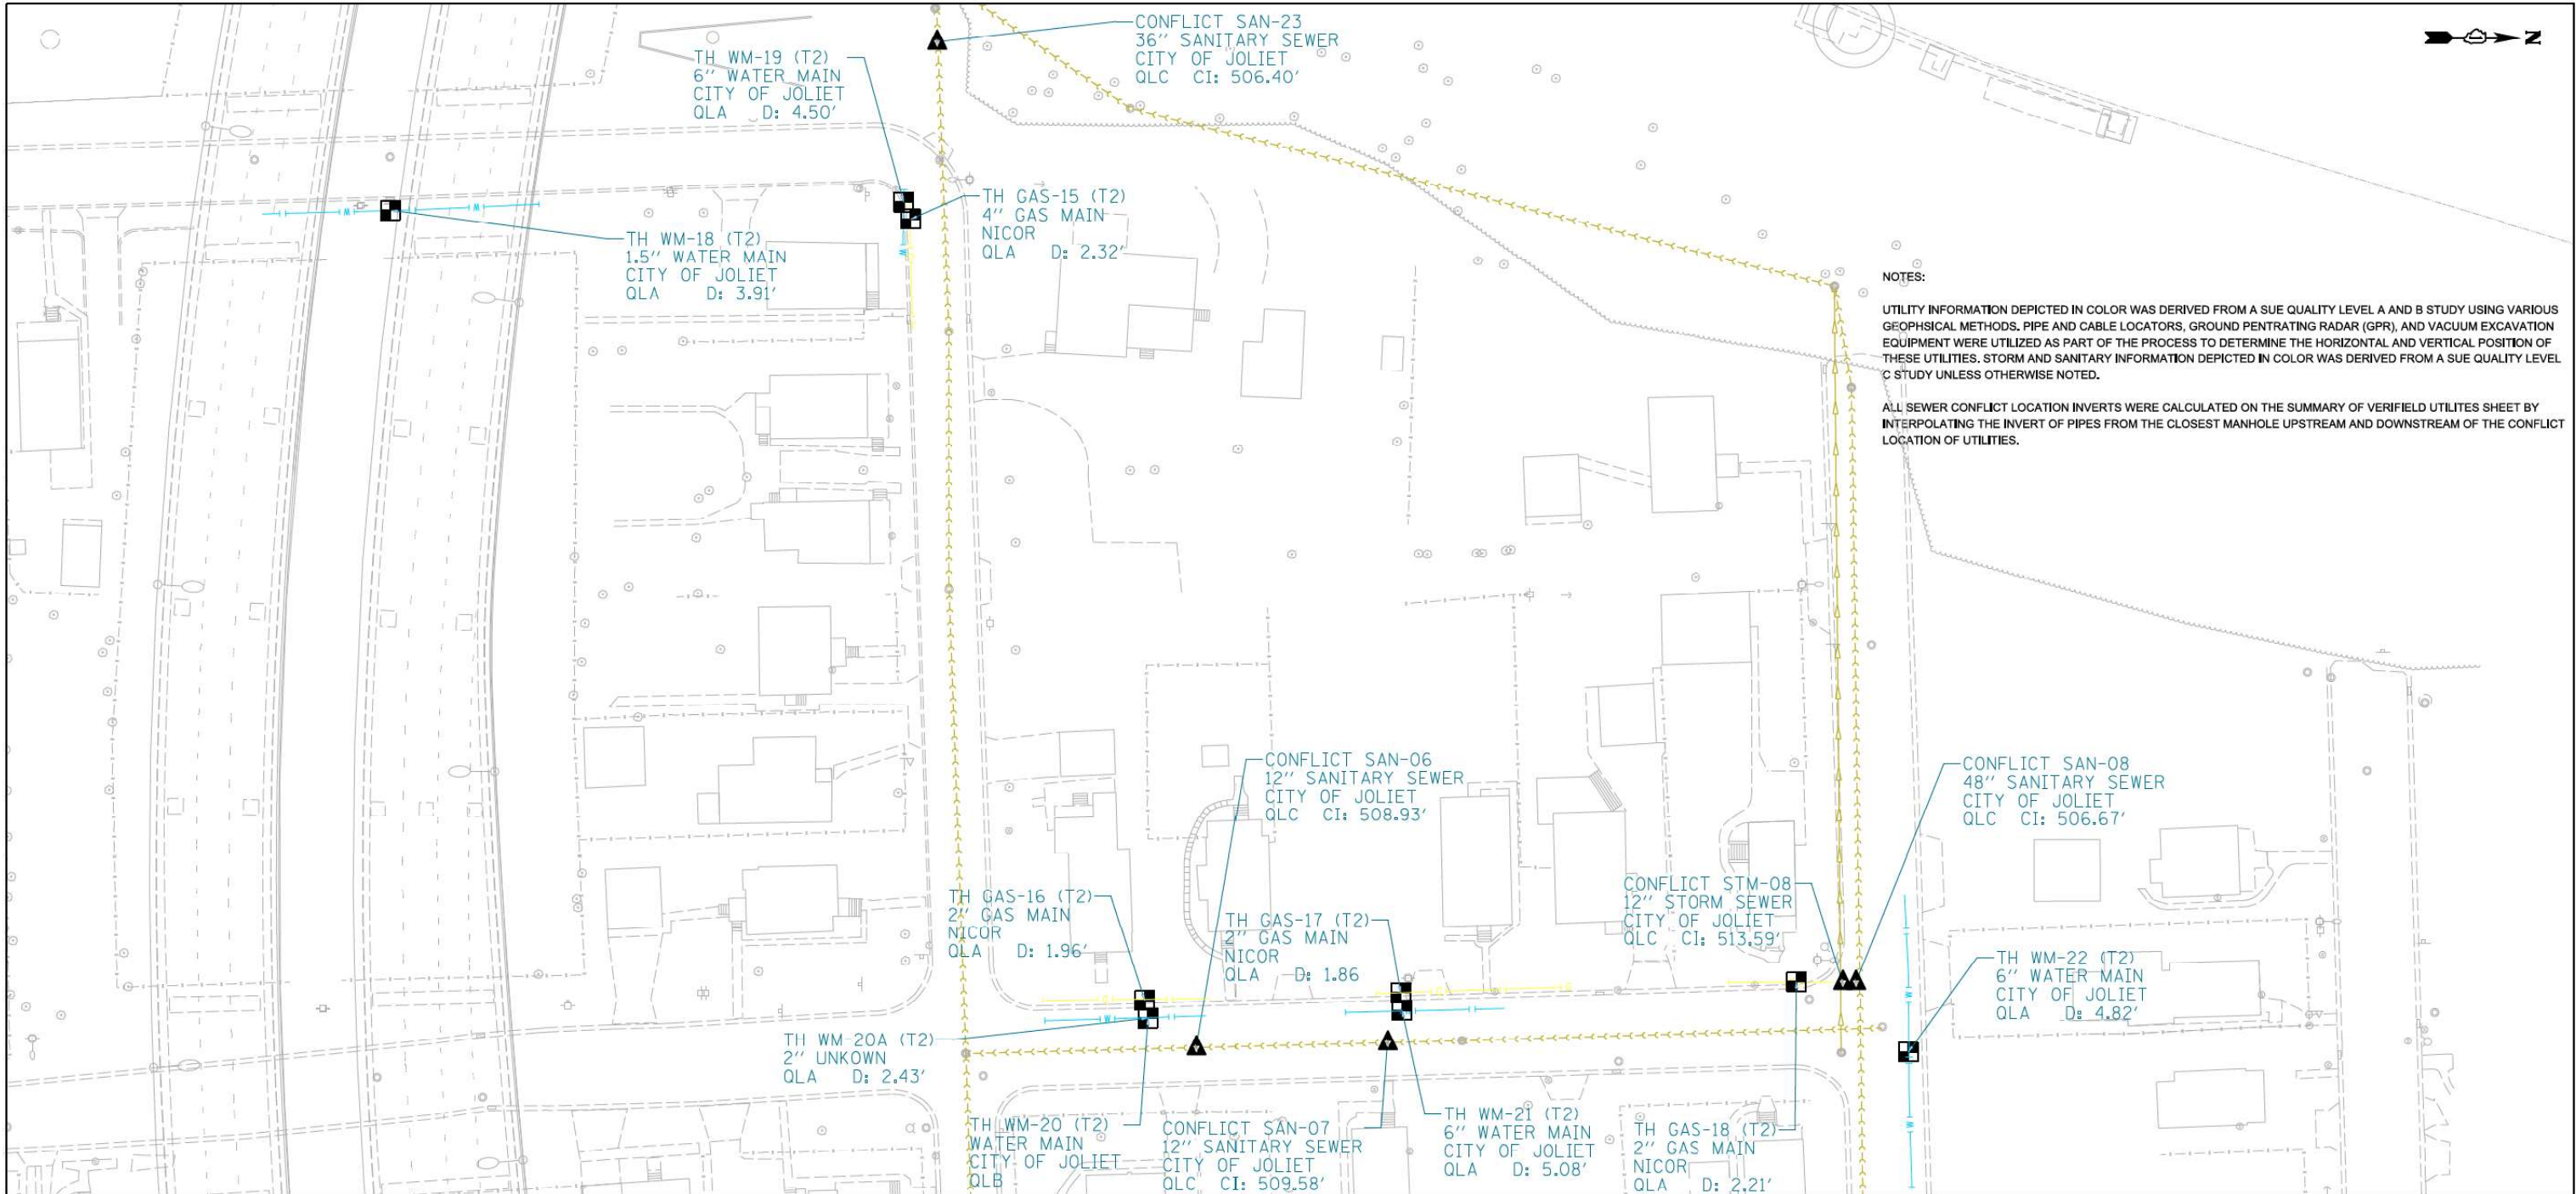 CONFLICT SAN-23
36'' SANITARY SEWER
CITY OF JOLIET
QLC CI: 506.40'
N
TH WM-19 (T2)
6'' WATER MAIN
CITY OF JOLIET
QLA D: 4.50'
TH GAS-15 (T2)
4'' GAS MAIN
NICOR
QLA D: 2.32'
TH WM-18 (T2)
1.5'' WATER MAIN
CITY OF JOLIET
QLA D: 3.91'
NOTES:
UTILITY INFORMATION DEPICTED IN COLOR WAS DERIVED FROM A SUE QUALITY LEVEL A AND B STUDY USING VARIOUS
GEOPHSICAL METHODS. PIPE AND CABLE LOCATORS, GROUND PENTRATING RADAR (GPR), AND VACUUM EXCAVATION
EQUIPMENT WERE UTILIZED AS PART OF THE PROCESS TO DETERMINE THE HORIZONTAL AND VERTICAL POSITION OF
THESE UTILITIES. STORM AND SANITARY INFORMATION DEPICTED IN COLOR WAS DERIVED FROM A SUE QUALITY LEVEL
C STUDY UNLESS OTHERWISE NOTED.
ALL SEWER CONFLICT LOCATION INVERTS WERE CALCULATED ON THE SUMMARY OF VERIFIELD UTILITES SHEET BY
INTERPOLATING THE INVERT OF PIPES FROM THE CLOSEST MANHOLE UPSTREAM AND DOWNSTREAM OF THE CONFLICT
LOCATION OF UTILITIES.
CONFLICT SAN-06
12'' SANITARY SEWER
CITY OF JOLIET
QLC CI: 508.93'
CONFLICT SAN-08
48'' SANITARY SEWER
CITY OF JOLIET
QLC CI: 506.67'
TH GAS-16 (T2)
2'' GAS MAIN
NICOR
QLA D: 1.96'
TH GAS-17 (T2)
2'' GAS MAIN
NICOR
QLA D: 1.86
CONFLICT STM-08
12'' STORM SEWER
CITY OF JOLIET
QLC CI: 513.59'
TH WM-22 (T2)
6'' WATER MAIN
CITY OF JOLIET
QLA D: 4.82'
TH WM-20A (T2)
2'' UNKOWN
QLA D: 2.43'
TH WM-20 (T2)
WATER MAIN
CITY OF JOLIET
QLB
CONFLICT SAN-07
12'' SANITARY SEWER
CITY OF JOLIET
QLC CI: 509.58'
TH WM-21 (T2)
6'' WATER MAIN
CITY OF JOLIET
QLA D: 5.08'
TH GAS-18 (T2)
2'' GAS MAIN
NICOR
QLA D: 2.21'